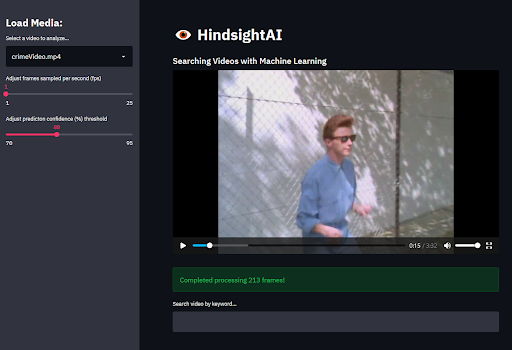 Load Media:
Select a video to analyze...
crimeVideo.mp4
Adjust frames sampled per second (fps)
1
1 25
Adjust prediction confidence (%) threshold
80
70 95
HindsightAI
Searching Videos with Machine Learning
0:15 / 3:32
Completed processing 213 frames!
Search video by keyword...